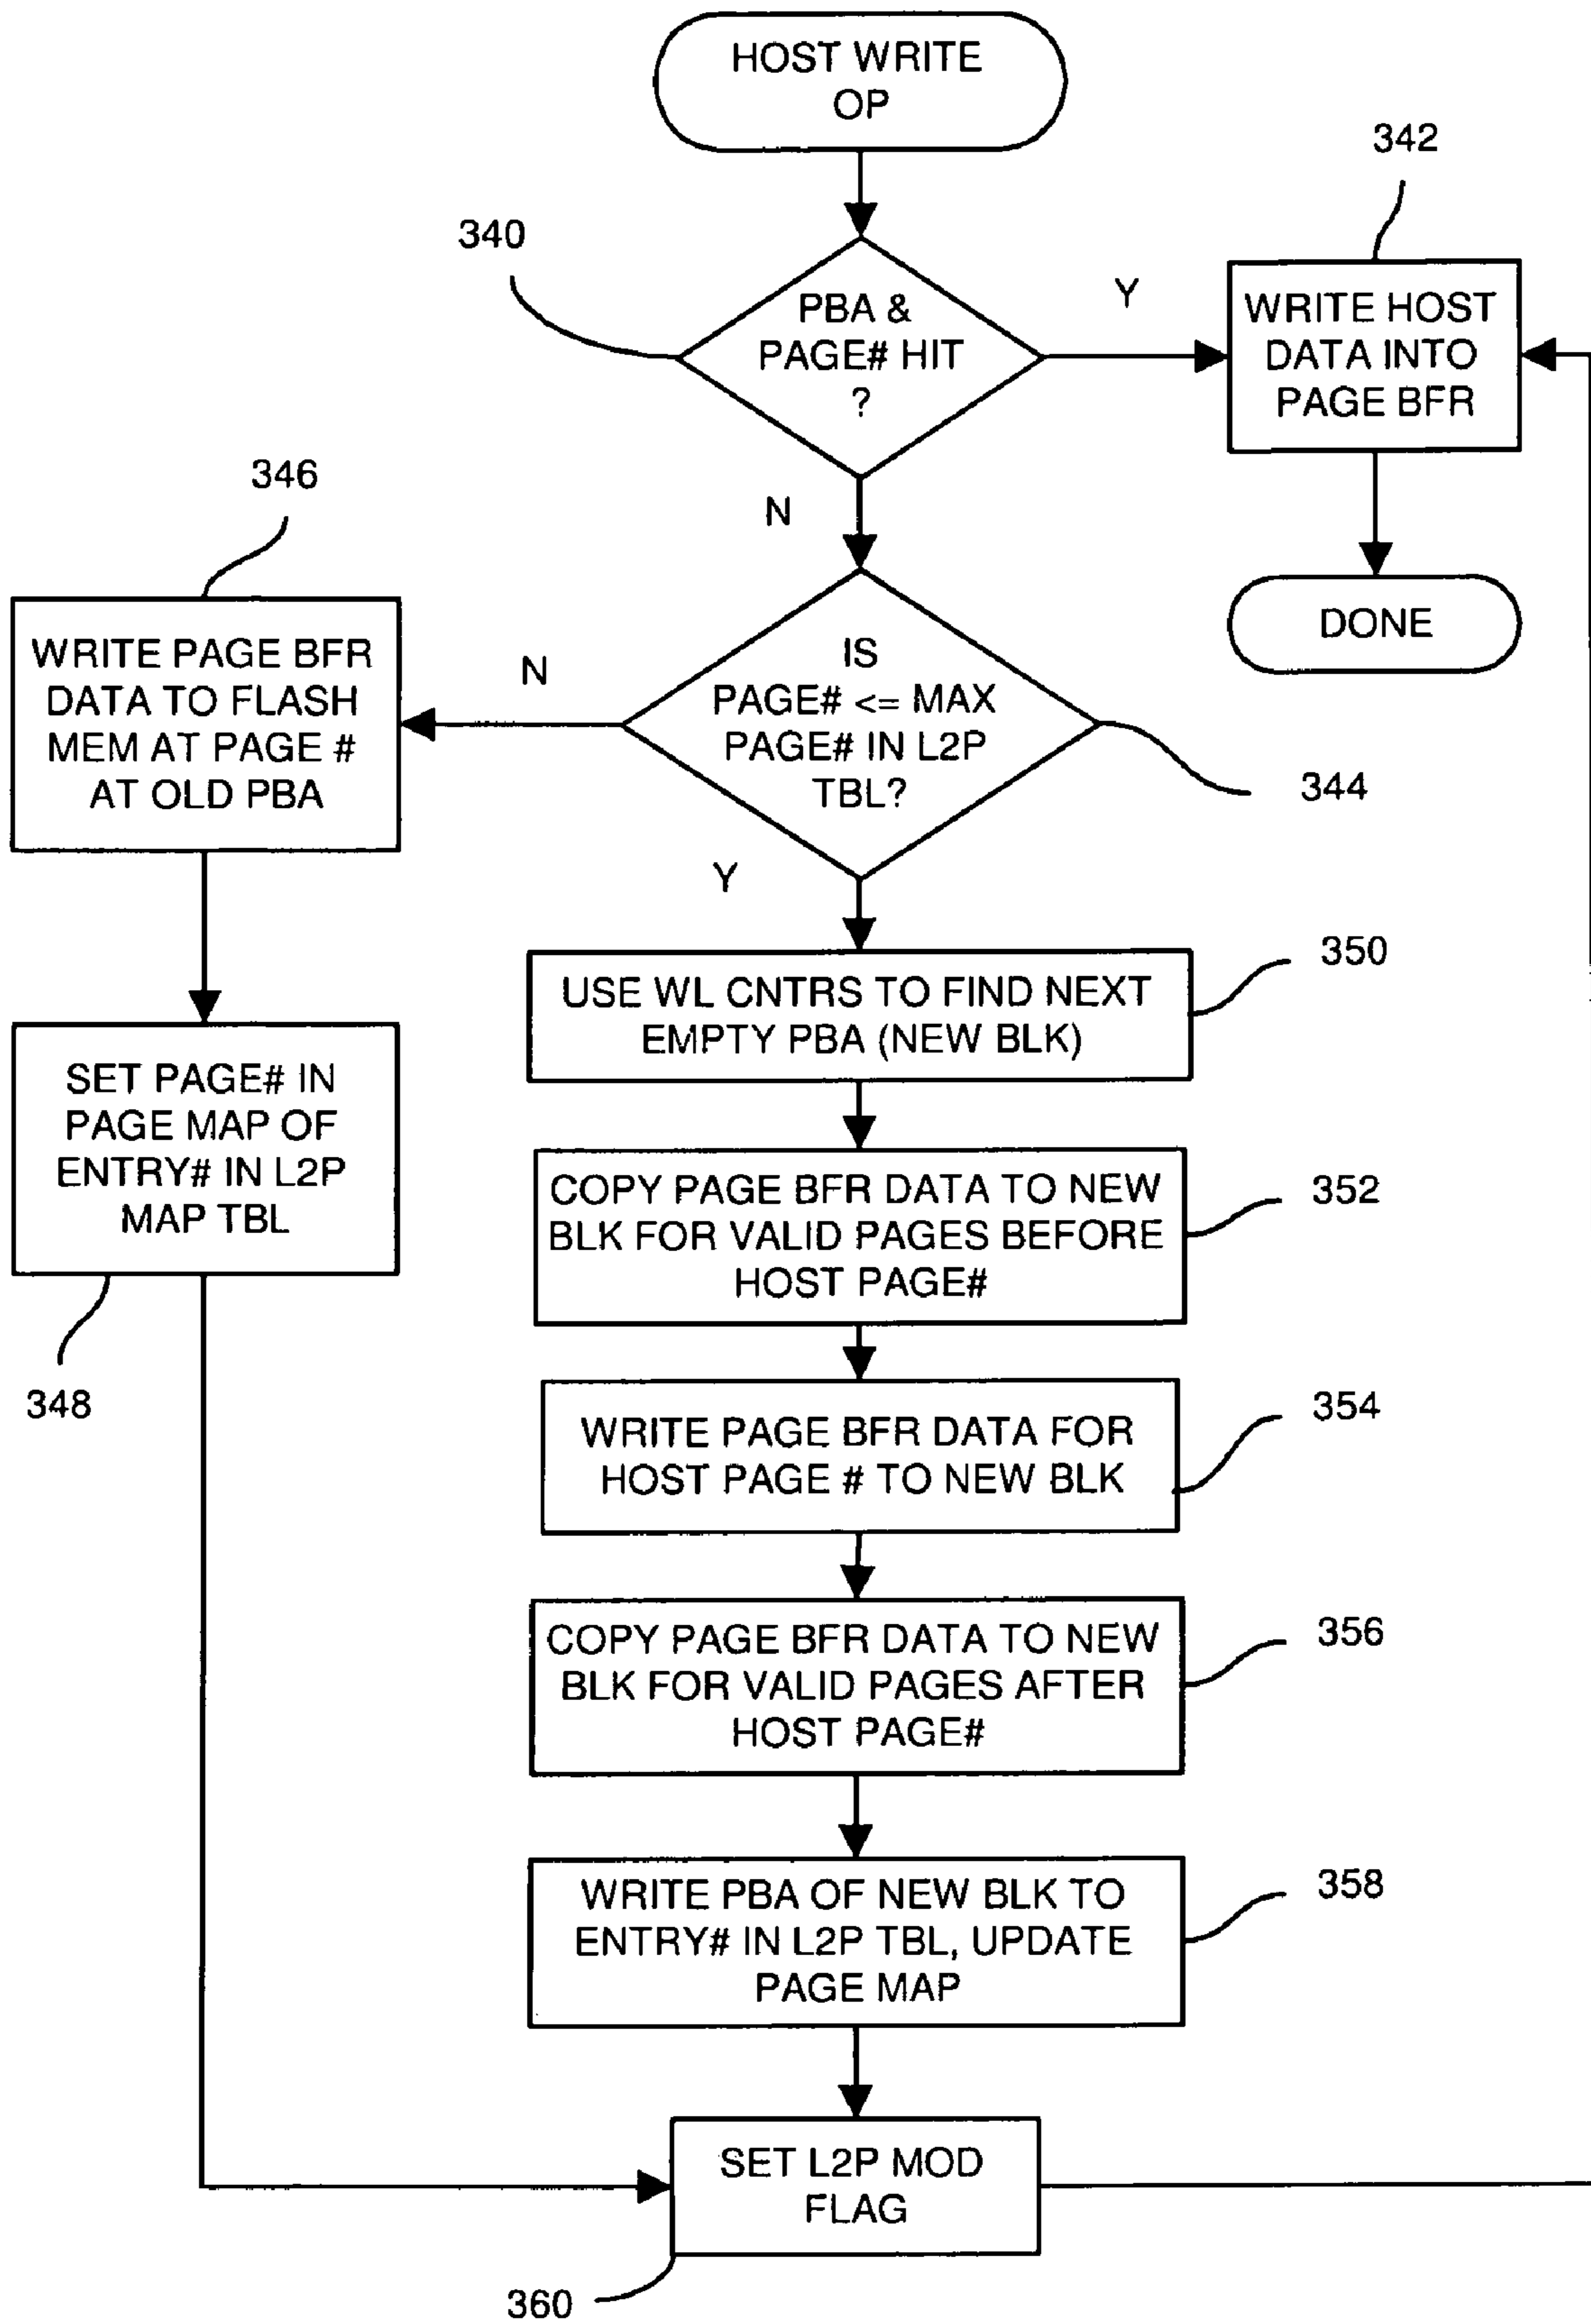 HOST WRITE
OP
342
340
PBA &
PAGE# HIT
?
Y
WRITE HOST
DATA INTO
PAGE BFR
N
DONE
346
WRITE PAGE BFR
DATA TO FLASH
MEM AT PAGE #
AT OLD PBA
N
IS
PAGE# <= MAX
PAGE# IN L2P
TBL?
344
Y
350
USE WL CNTRS TO FIND NEXT
EMPTY PBA (NEW BLK)
SET PAGE# IN
PAGE MAP OF
ENTRY# IN L2P
MAP TBL
348
COPY PAGE BFR DATA TO NEW
BLK FOR VALID PAGES BEFORE
HOST PAGE#
352
WRITE PAGE BFR DATA FOR
HOST PAGE # TO NEW BLK
354
COPY PAGE BFR DATA TO NEW
BLK FOR VALID PAGES AFTER
HOST PAGE#
356
WRITE PBA OF NEW BLK TO
ENTRY# IN L2P TBL, UPDATE
PAGE MAP
358
SET L2P MOD
FLAG
360